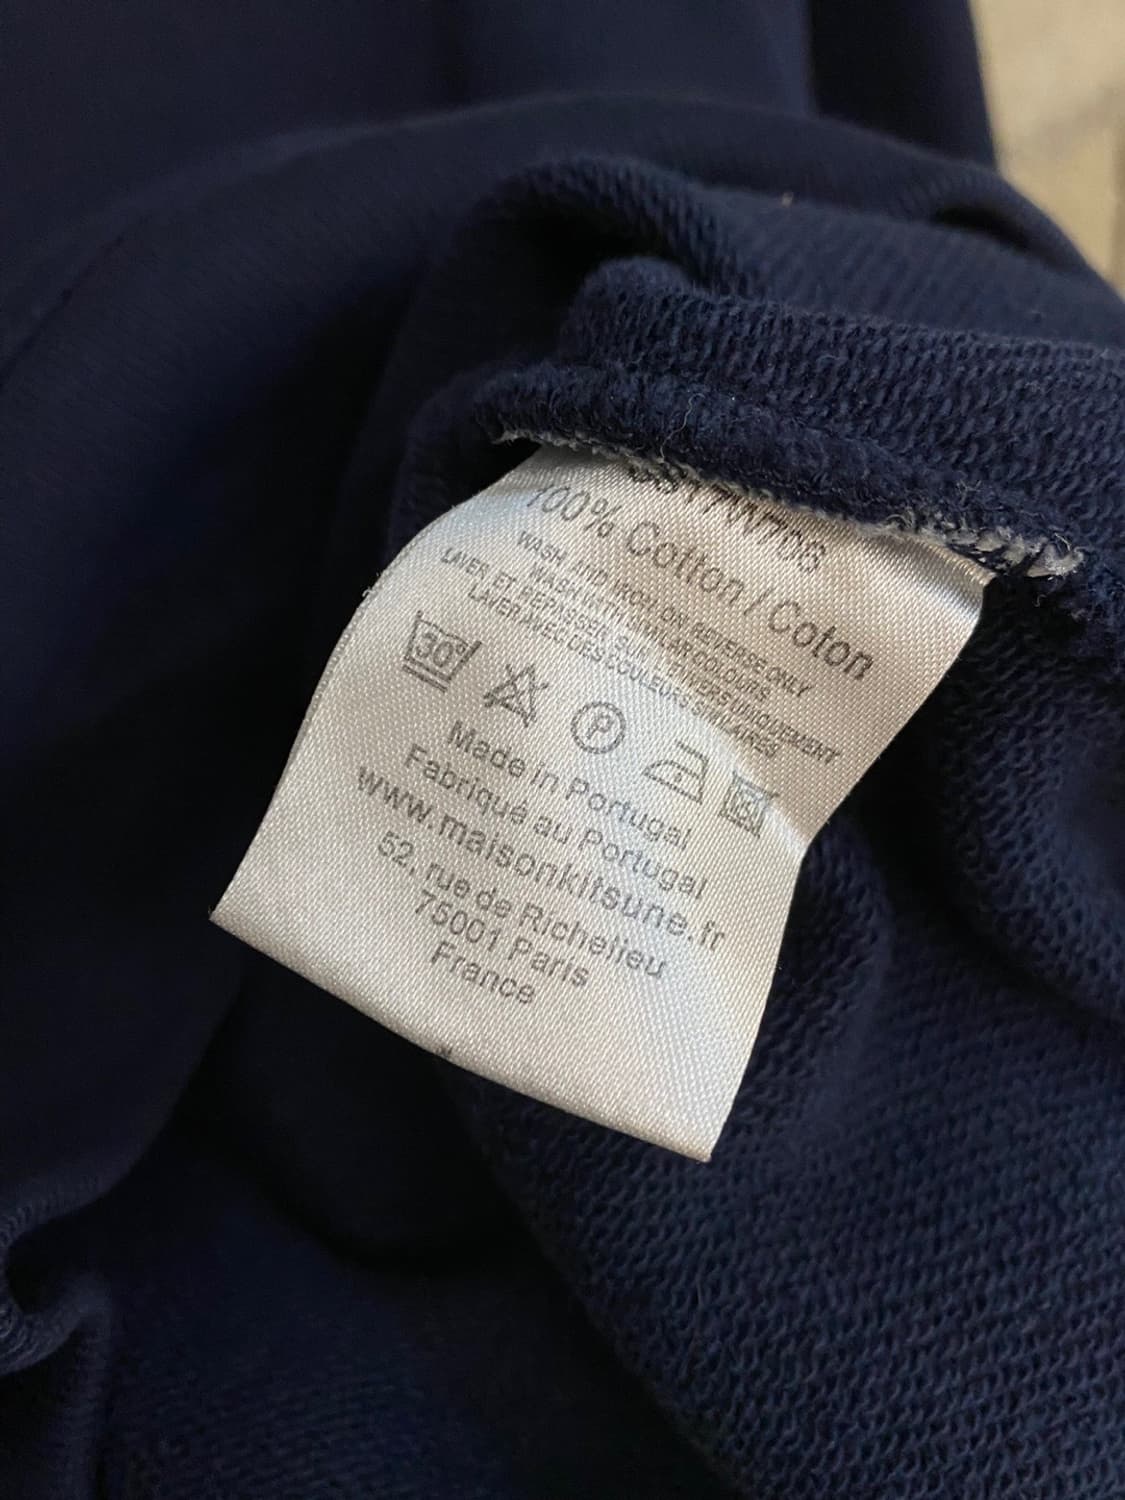 100% Cotton / Coton
WASH AND IRON ON REVERSE ONLY
WASH WITH SIMILAR COLOURS
LAVER ET REPASSER SUR L'ENVERS UNIQUEMENT
LAVER AVEC DES COULEURS SIMILAIRES
30°
P
Made in Portugal
Fabriqué au Portugal
www.maisonkitsune.fr
52, rue de Richelieu
75001 Paris
France